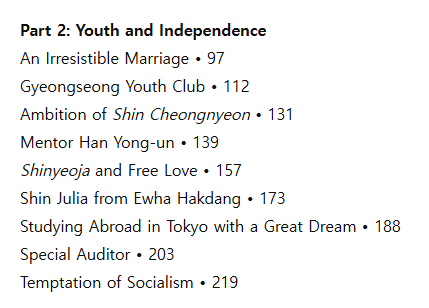 Part 2: Youth and Independence
An Irresistible Marriage • 97
Gyeongseong Youth Club • 112
Ambition of Shin Cheongnyeon • 131
Mentor Han Yong-un • 139
Shinyeoja and Free Love • 157
Shin Julia from Ewha Hakdang • 173
Studying Abroad in Tokyo with a Great Dream • 188
Special Auditor • 203
Temptation of Socialism • 219